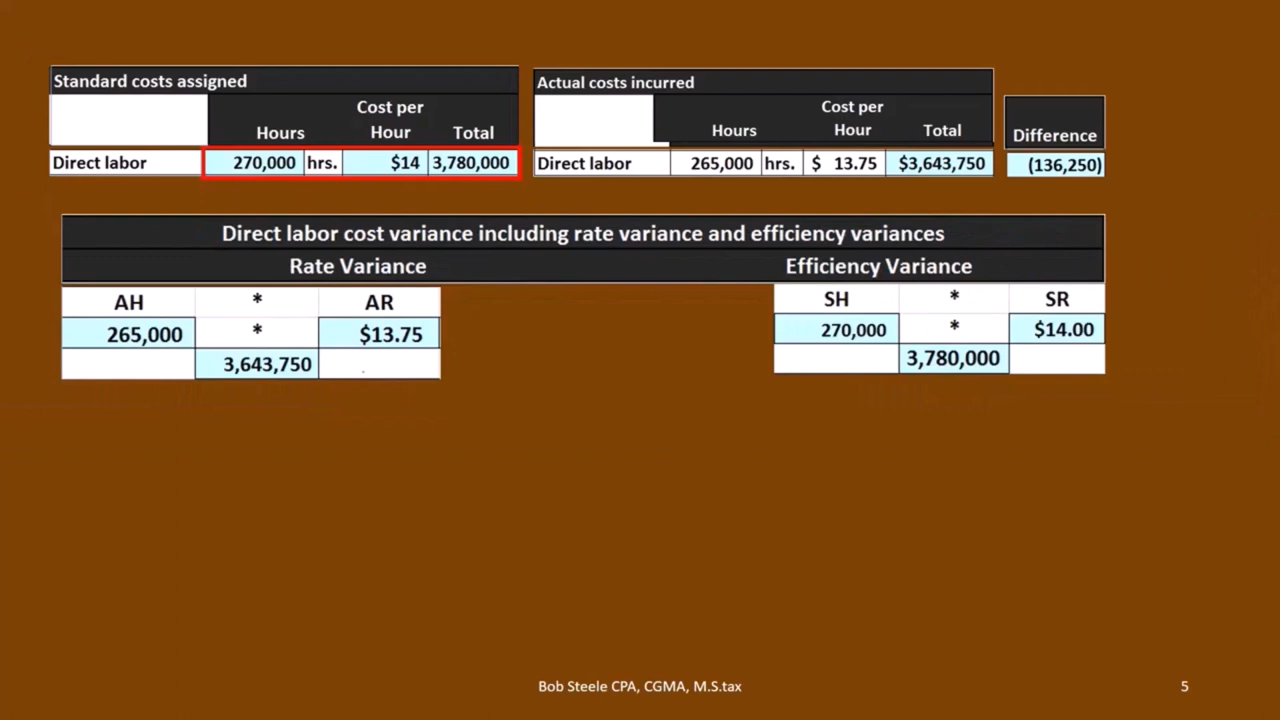 Standard costs assigned
Cost per
Hours Hour Total
Direct labor 270,000 hrs. $14 3,780,000
Actual costs incurred
Cost per
Hours Hour Total
Direct labor 265,000 hrs. $ 13.75 $3,643,750
Difference
(136,250)
Direct labor cost variance including rate variance and efficiency variances
Rate Variance Efficiency Variance
AH * AR
265,000 * $13.75
3,643,750
SH * SR
270,000 * $14.00
3,780,000
Bob Steele CPA, CGMA, M.S.tax 5